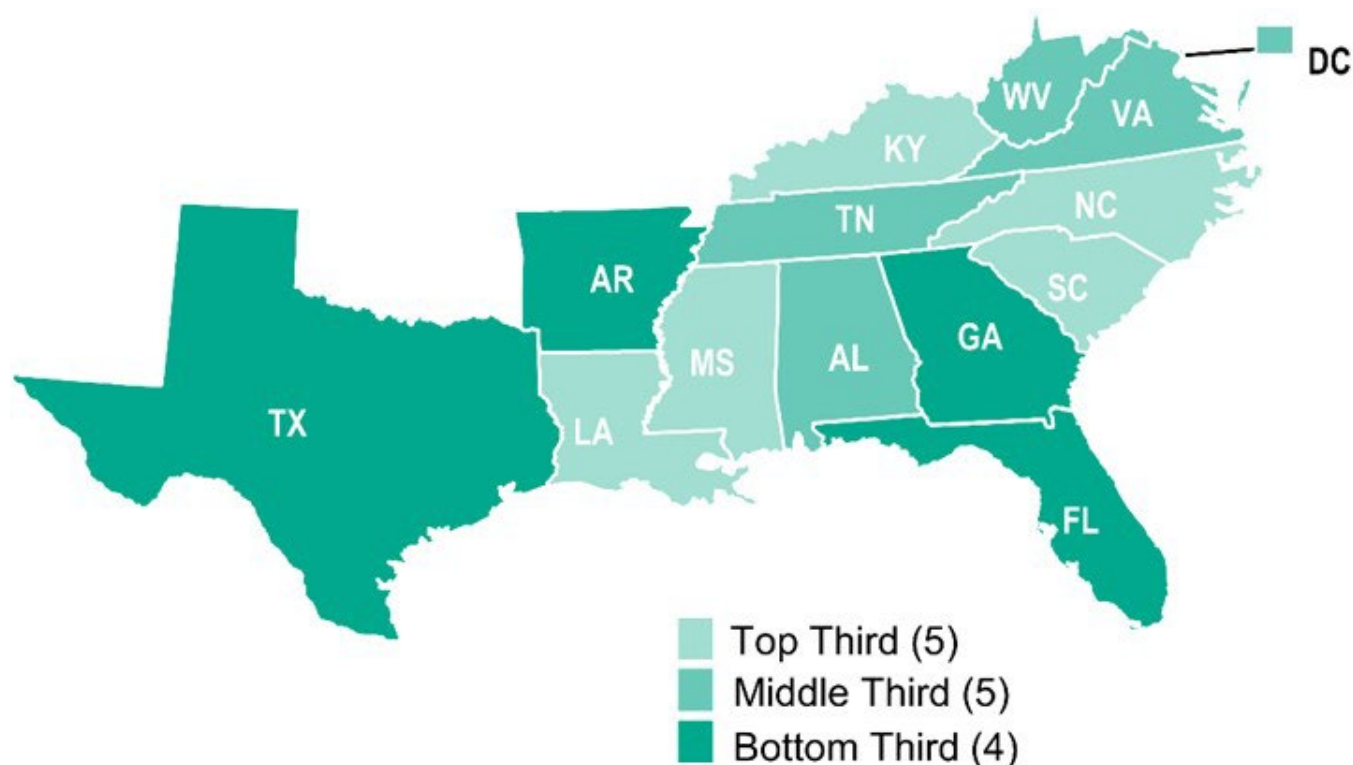 DC
WV
VA
KY
NC
TN
SC
AR
GA
MS
AL
TX
LA
FL
Top Third (5)
Middle Third (5)
Bottom Third (4)